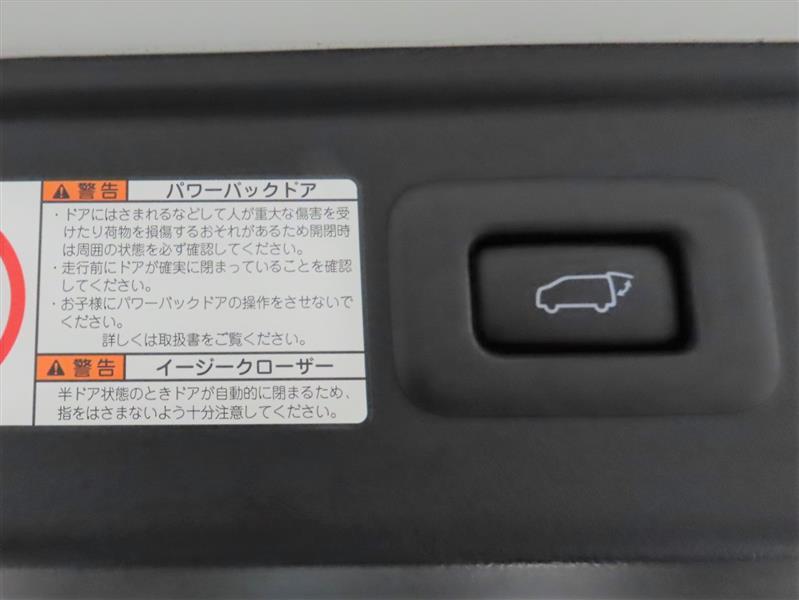 警告 パワーバックドア
・ドアにはさまれるなどして人が重大な傷害を受
けたり荷物を損傷するおそれがあるため開閉時
は周囲の状態を必ず確認してください。
・走行前にドアが確実に閉まっていることを確認
してください。
・お子様にパワーバックドアの操作をさせないで
ください。
詳しくは取扱書をご覧ください。
警告 イージークローザー
半ドア状態のときドアが自動的に閉まるため、
指をはさまないよう十分注意してください。